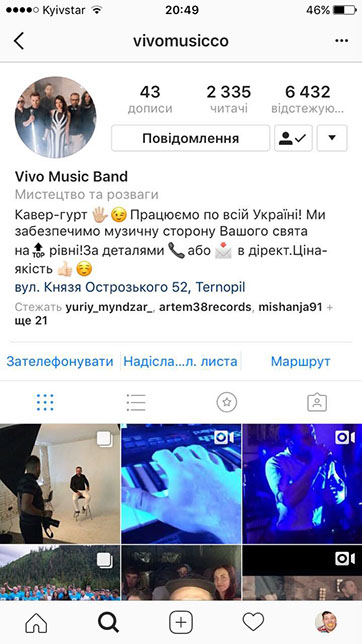 Kyivstar 20:49 46%
vivomusicco
43 2 335 6 432
дописи читачі відстежую...
Повідомлення
Vivo Music Band
Мистецтво та розваги
Кавер-гурт 🖐🏻😉Працюємо по всій Україні! Ми
забезпечимо музичну сторону Вашого свята
на🔝 рівні!За деталями 📞або 📩 в дірект.Ціна-
якість 👍🏻☺️
вул. Князя Острозького 52, Ternopil
Стежать yuriy_myndzar_, artem38records, mishanja91 +
ще 21
Зателефонувати Надісла...л. листа Маршрут